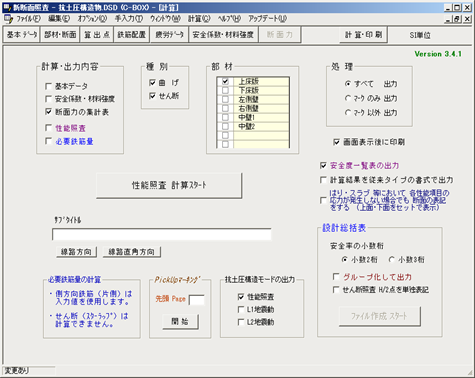 新断面照査 - 抗土圧構造物.DSD (C-BOX) - [計算]
ファイル(F) 編集(E) オプション(O) 手入力(T) ウィンドウ(W) 計算(C) ヘルプ(H) アップデート(U)
基本データ 部材・断面 算出点 鉄筋配置 疲労データ 安全係数・材料強度 断面力 計算・印刷 SI単位
Version 3.4.1
計算・出力内容
基本データ
安全係数・材料強度
断面力の集計表
性能照査
必要鉄筋量
種別
曲げ
せん断
部材
上床版
下床版
左側壁
右側壁
中壁1
中壁2
処理
すべて 出力
マークのみ 出力
マーク以外 出力
画面表示後に印刷
性能照査 計算スタート
安全度一覧表の出力
計算結果を従来タイプの書式で出力
はり・スラブ 等において 各性能項目の
応力が発生しない場合でも 断面の表記
をする (上面・下面をセットで表示)
サブタイトル
線路方向 線路直角方向
設計総括表
安全率の小数桁
小数2桁 小数3桁
グループ化して出力
せん断照査 H/2点を単独表記
ファイル作成 スタート
必要鉄筋量の計算
・側方向鉄筋(片側)は
入力値を使用します。
・せん断(スターラップ)は
計算できません。
PickUpマーキング
先頭 Page
開始
抗土圧構造モードの出力
性能照査
L1地震動
L2地震動
変更あり